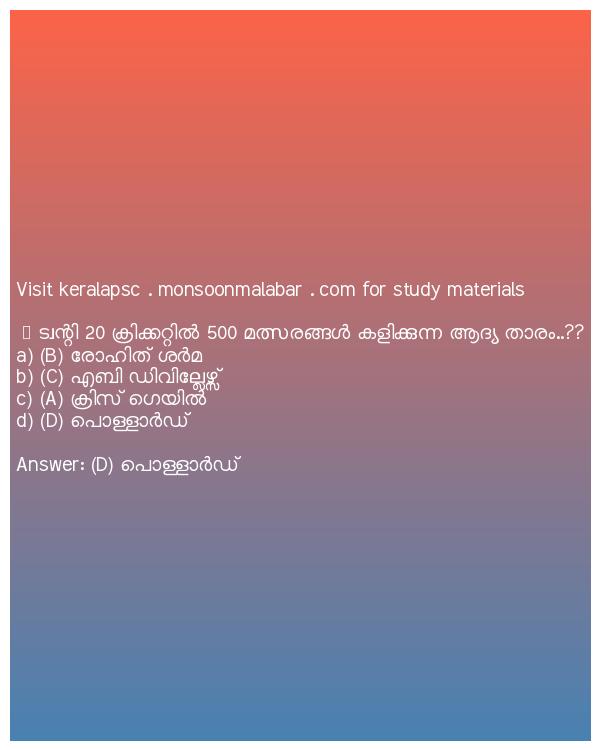 Visit keralapsc . monsoonmalabar . com for study materials
ട്വന്റി 20 ക്രിക്കറ്റിൽ 500 മത്സരങ്ങൾ കളിക്കുന്ന ആദ്യ താരം..??
a) (B) രോഹിത് ശർമ
b) (C) എബി ഡിവില്ലേഴ്സ്
c) (A) ക്രിസ് ഗെയിൽ
d) (D) പൊള്ളാർഡ്
Answer: (D) പൊള്ളാർഡ്